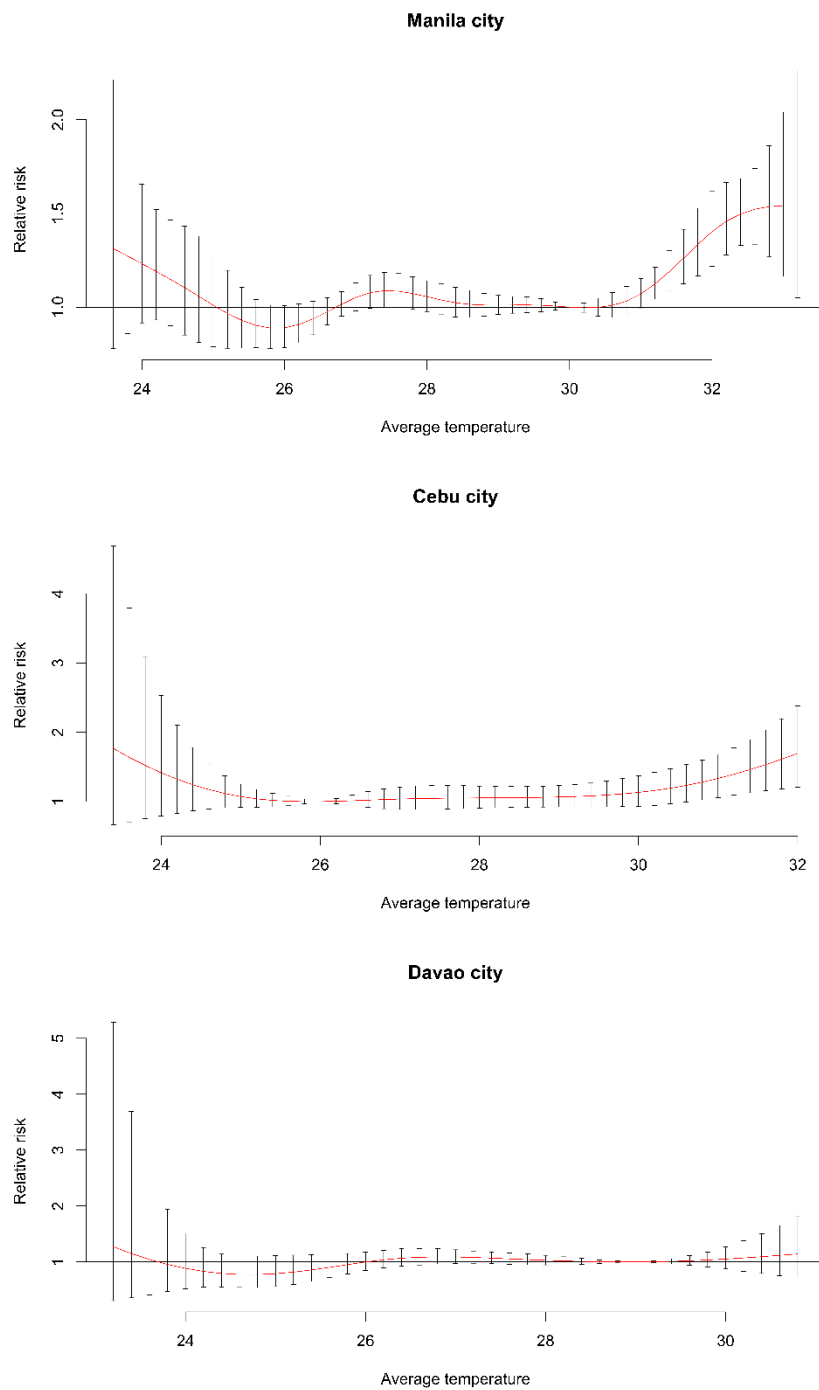 Manila city
Relative risk
2.0
1.5
1.0
24 26 28 30 32
Average temperature
Cebu city
Relative risk
4
3
2
1
24 26 28 30 32
Average temperature
Davao city
Relative risk
5
4
3
2
1
24 26 28 30
Average temperature